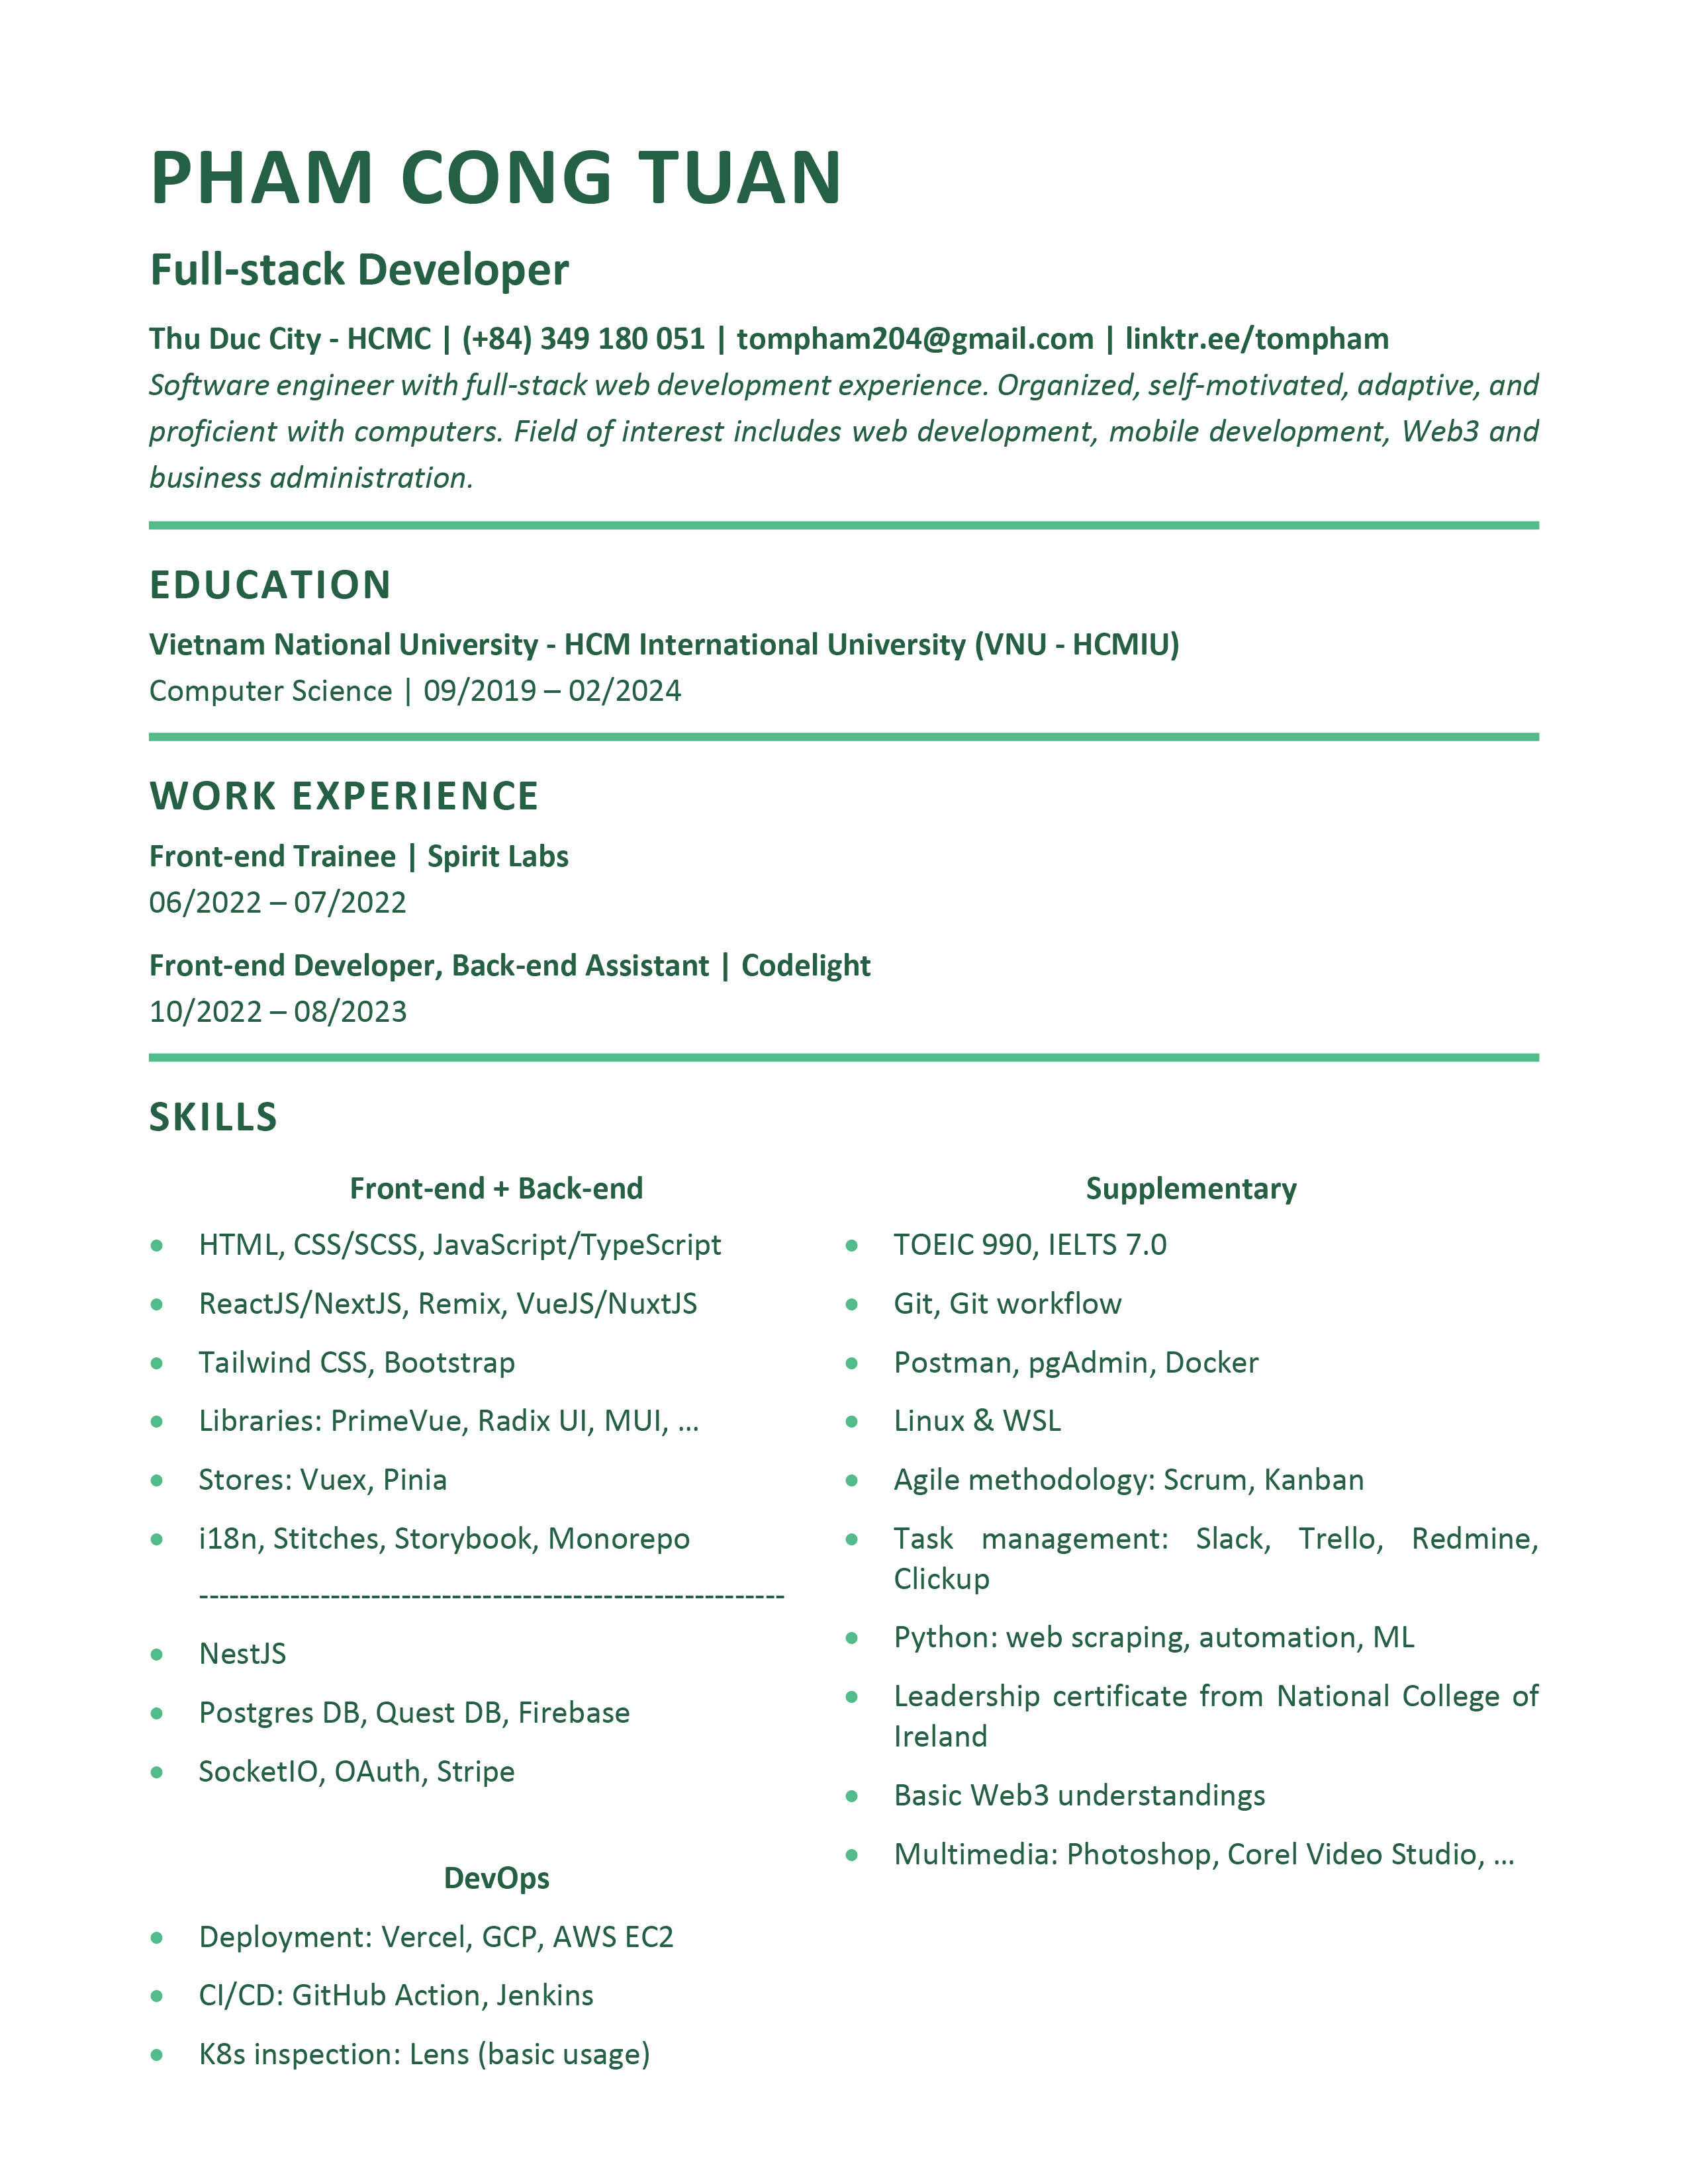 PHAM CONG TUAN
Full-stack Developer
Thu Duc City - HCMC | (+84) 349 180 051 | tompham204@gmail.com | linktr.ee/tompham
Software engineer with full-stack web development experience. Organized, self-motivated, adaptive, and
proficient with computers. Field of interest includes web development, mobile development, Web3 and
business administration.
EDUCATION
Vietnam National University - HCM International University (VNU - HCMIU)
Computer Science | 09/2019 – 02/2024
WORK EXPERIENCE
Front-end Trainee | Spirit Labs
06/2022 – 07/2022
Front-end Developer, Back-end Assistant | Codelight
10/2022 – 08/2023
SKILLS
Front-end + Back-end
• HTML, CSS/SCSS, JavaScript/TypeScript
• ReactJS/NextJS, Remix, VueJS/NuxtJS
• Tailwind CSS, Bootstrap
• Libraries: PrimeVue, Radix UI, MUI, ...
• Stores: Vuex, Pinia
• i18n, Stitches, Storybook, Monorepo
----------------------------------------------------------
• NestJS
• Postgres DB, Quest DB, Firebase
• SocketIO, OAuth, Stripe
DevOps
• Deployment: Vercel, GCP, AWS EC2
• CI/CD: GitHub Action, Jenkins
• K8s inspection: Lens (basic usage)
Supplementary
• TOEIC 990, IELTS 7.0
• Git, Git workflow
• Postman, pgAdmin, Docker
• Linux & WSL
• Agile methodology: Scrum, Kanban
• Task management: Slack, Trello, Redmine,
Clickup
• Python: web scraping, automation, ML
• Leadership certificate from National College of
Ireland
• Basic Web3 understandings
• Multimedia: Photoshop, Corel Video Studio, ...